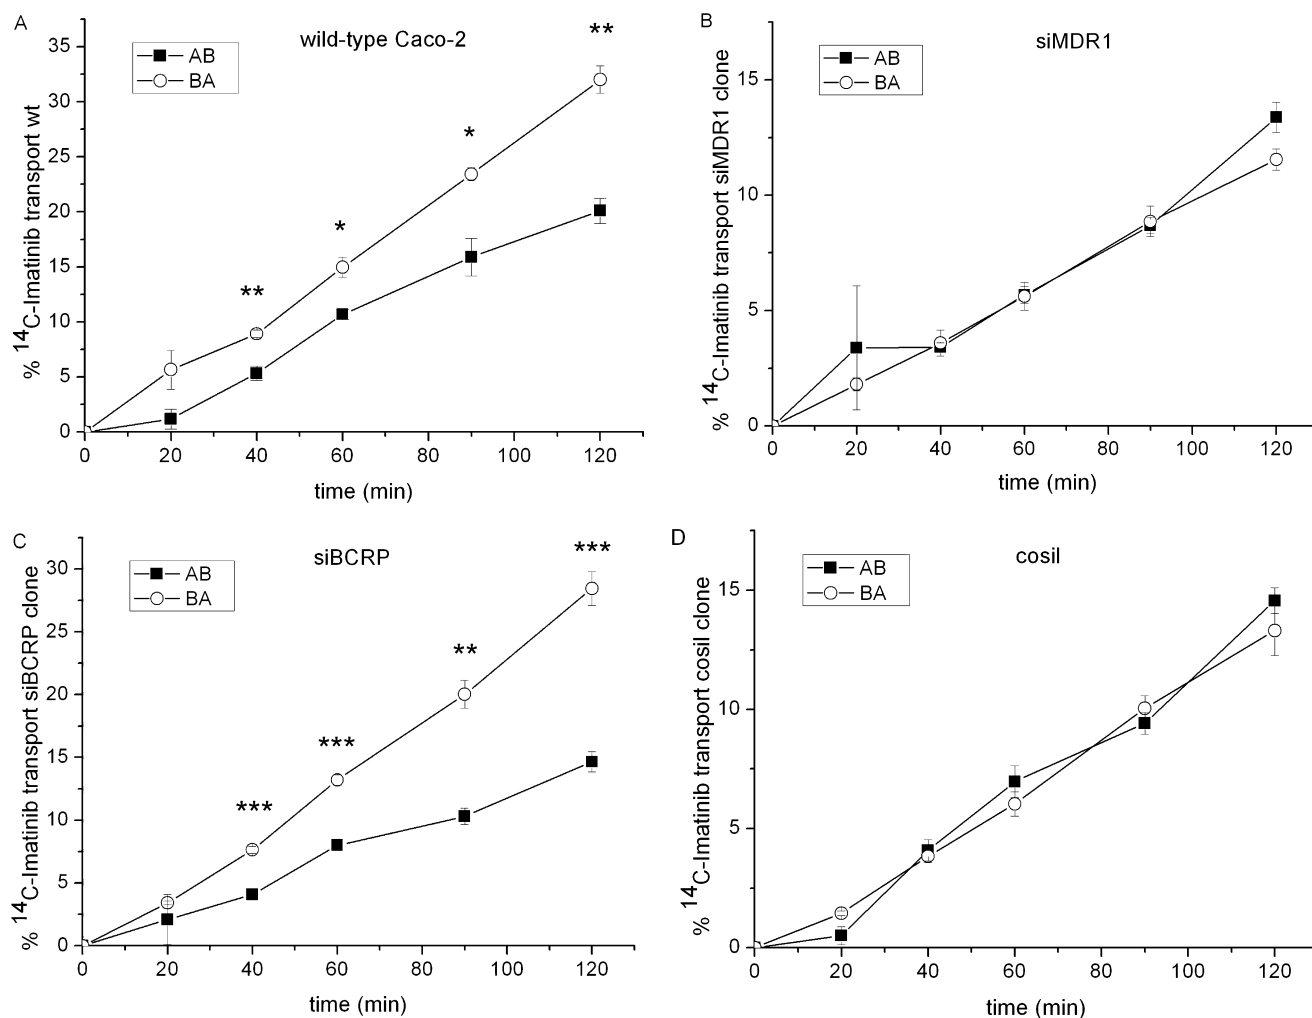 A
wild-type Caco-2
AB
BA
**
*
*
**
% ¹⁴C-Imatinib transport wt
35
30
25
20
15
10
5
0
0 20 40 60 80 100 120
time (min)
B
siMDR1
AB
BA
% ¹⁴C-Imatinib transport siMDR1 clone
15
10
5
0
0 20 40 60 80 100 120
time (min)
C
siBCRP
AB
BA
***
**
***
***
% ¹⁴C-Imatinib transport siBCRP clone
30
25
20
15
10
5
0
0 20 40 60 80 100 120
time (min)
D
cosil
AB
BA
% ¹⁴C-Imatinib transport cosil clone
15
10
5
0
0 20 40 60 80 100 120
time (min)